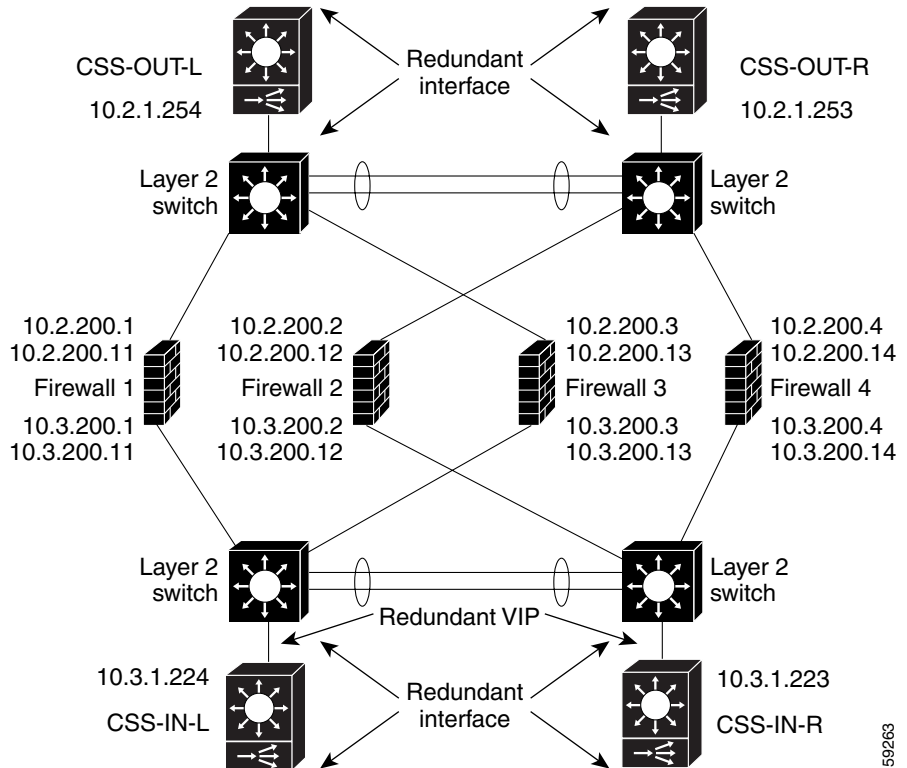 CSS-OUT-L
10.2.1.254
Redundant
interface
CSS-OUT-R
10.2.1.253
Layer 2
switch
Layer 2
switch
10.2.200.1
10.2.200.11
Firewall 1
10.3.200.1
10.3.200.11
10.2.200.2
10.2.200.12
Firewall 2
10.3.200.2
10.3.200.12
10.2.200.3
10.2.200.13
Firewall 3
10.3.200.3
10.3.200.13
10.2.200.4
10.2.200.14
Firewall 4
10.3.200.4
10.3.200.14
Layer 2
switch
Layer 2
switch
Redundant VIP
10.3.1.224
CSS-IN-L
Redundant
interface
10.3.1.223
CSS-IN-R
59263